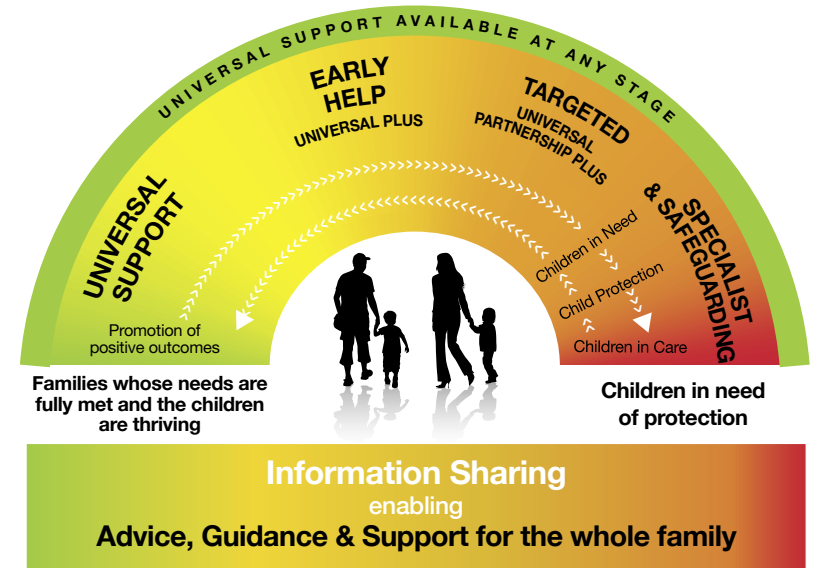 UNIVERSAL SUPPORT AVAILABLE AT ANY STAGE
UNIVERSAL
SUPPORT
EARLY
HELP
UNIVERSAL PLUS
TARGETED
UNIVERSAL
PARTNERSHIP PLUS
SPECIALIST
& SAFEGUARDING
Children in Need
Child Protection
Children in Care
Promotion of
positive outcomes
Families whose needs are
fully met and the children
are thriving
Children in need
of protection
Information Sharing
enabling
Advice, Guidance & Support for the whole family